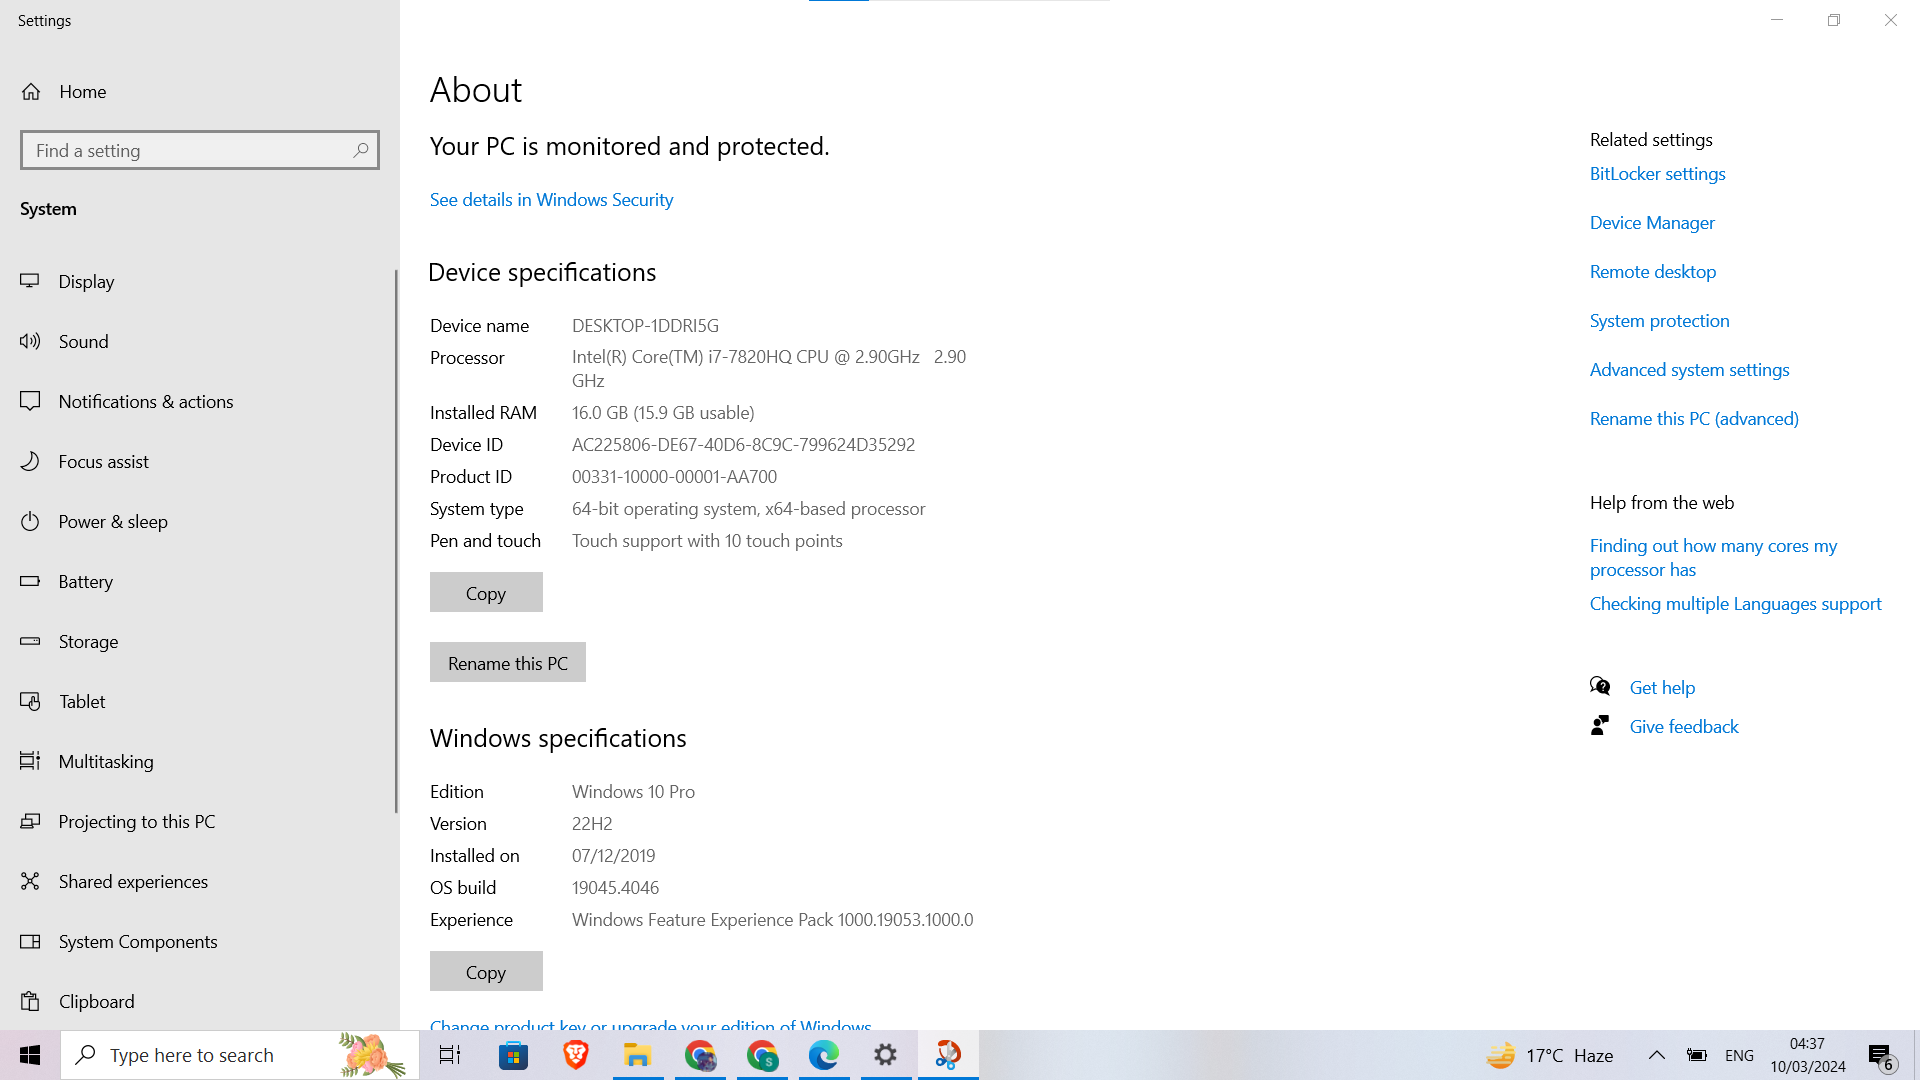 Settings
Home
Find a setting
System
Display
Sound
Notifications & actions
Focus assist
Power & sleep
Battery
Storage
Tablet
Multitasking
Projecting to this PC
Shared experiences
System Components
Clipboard
About
Your PC is monitored and protected.
See details in Windows Security
Device specifications
Device name DESKTOP-1DDRI5G
Processor Intel(R) Core(TM) i7-7820HQ CPU @ 2.90GHz 2.90
GHz
Installed RAM 16.0 GB (15.9 GB usable)
Device ID AC225806-DE67-40D6-8C9C-799624D35292
Product ID 00331-10000-00001-AA700
System type 64-bit operating system, x64-based processor
Pen and touch Touch support with 10 touch points
Copy
Rename this PC
Windows specifications
Edition Windows 10 Pro
Version 22H2
Installed on 07/12/2019
OS build 19045.4046
Experience Windows Feature Experience Pack 1000.19053.1000.0
Copy
Change product key or upgrade your edition of Windows
Related settings
BitLocker settings
Device Manager
Remote desktop
System protection
Advanced system settings
Rename this PC (advanced)
Help from the web
Finding out how many cores my
processor has
Checking multiple Languages support
Get help
Give feedback
Type here to search
S
17°C Haze
ENG
04:37
10/03/2024
6